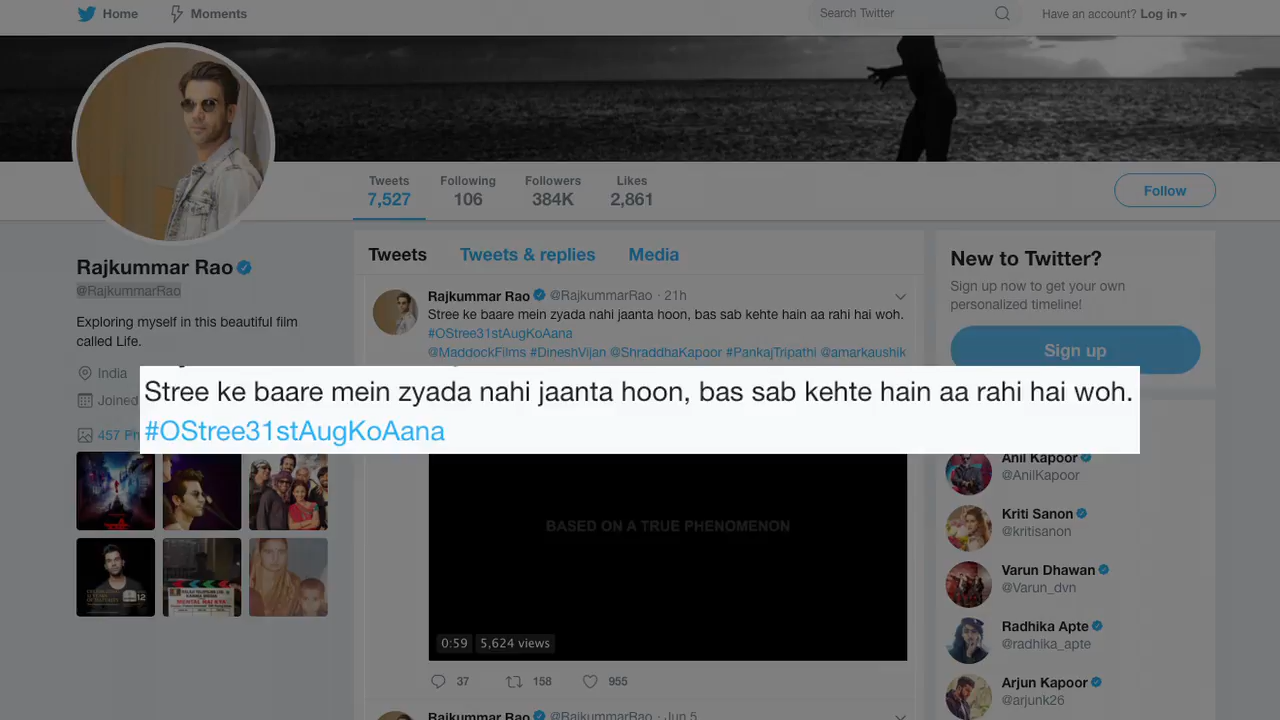 Home
Moments
Search Twitter
Have an account? Log in
Tweets
7,527
Following
106
Followers
384K
Likes
2,861
Follow
Rajkummar Rao
@RajkummarRao
Exploring myself in this beautiful film
called Life.
India
Joined
457
Tweets
Tweets & replies
Media
Rajkummar Rao @RajkummarRao · 21h
Stree ke baare mein zyada nahi jaanta hoon, bas sab kehte hain aa rahi hai woh.
#OStree31stAugKoAana
@MaddockFilms #DineshVijan @ShraddhaKapoor #PankajTripathi @amarkaushik
Stree ke baare mein zyada nahi jaanta hoon, bas sab kehte hain aa rahi hai woh.
#OStree31stAugKoAana
BASED ON A TRUE PHENOMENON
0:59
5,624 views
37
158
955
Rajkummar Rao @RajkummarRao · Jun 5
New to Twitter?
Sign up now to get your own
personalized timeline!
Sign up
Anil Kapoor
@AnilKapoor
Kriti Sanon
@kritisanon
Varun Dhawan
@Varun_dvn
Radhika Apte
@radhika_apte
Arjun Kapoor
@arjunk26